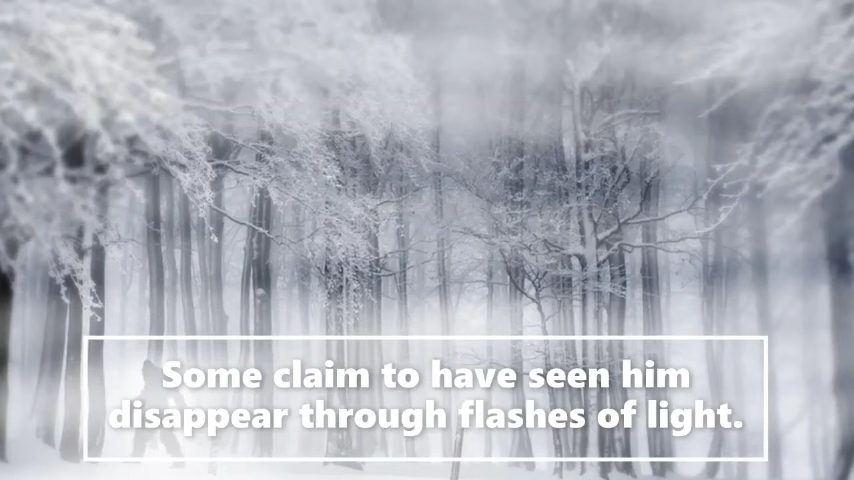 Some claim to have seen him
disappear through flashes of light.